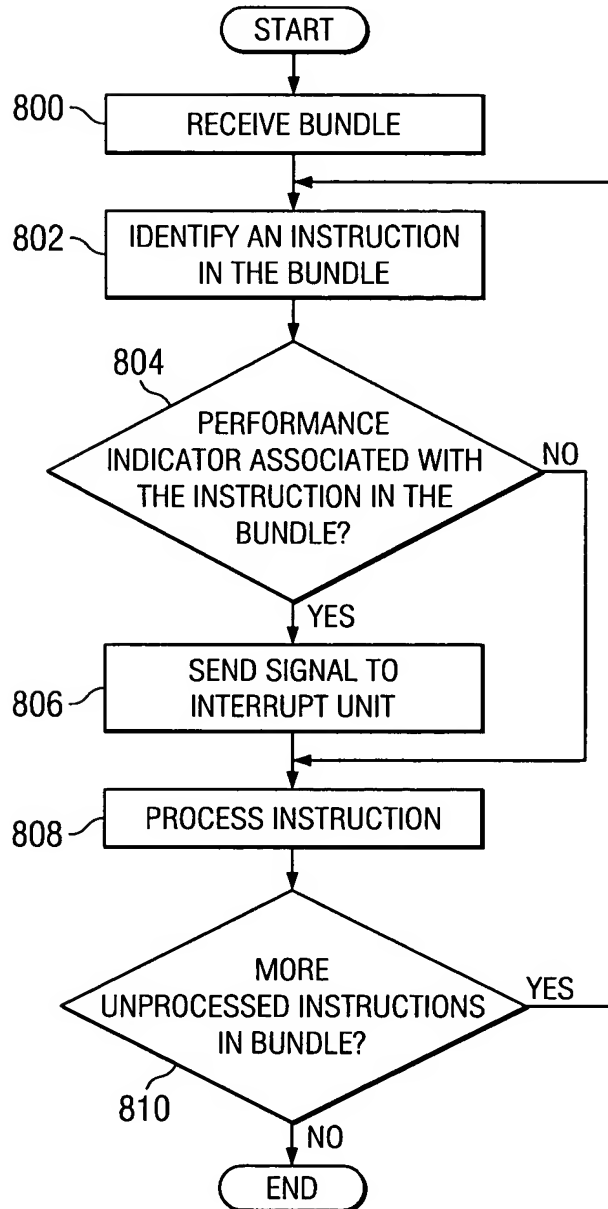 START
800
RECEIVE BUNDLE
802
IDENTIFY AN INSTRUCTION
IN THE BUNDLE
804
PERFORMANCE
INDICATOR ASSOCIATED WITH
THE INSTRUCTION IN THE
BUNDLE?
NO
YES
806
SEND SIGNAL TO
INTERRUPT UNIT
808
PROCESS INSTRUCTION
MORE
UNPROCESSED INSTRUCTIONS
IN BUNDLE?
YES
810
NO
END